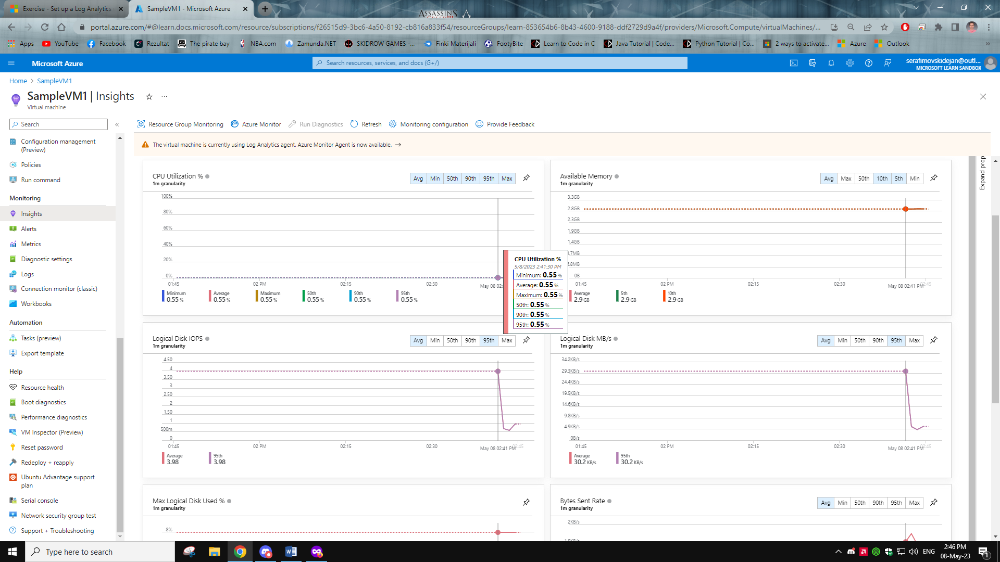 Exercise - Set up a Log Analytics
SampleVM1 - Microsoft Azure
ASSASSINS
portal.azure.com/#@learn.docs.microsoft.com/resource/subscriptions/f26515d9-3bc6-4a50-8192-cb816a833f54/resourceGroups/learn-853654b6-8b43-4600-9188-ddf2729d9a4f/providers/Microsoft.Compute/virtualMachines/...
Apps YouTube Facebook Rezultat The pirate bay NBA.com Zamunda.NET SKIDROW GAMES -... Finki Materijali FootyBite Learn to Code in C Java Tutorial | Code... Python Tutorial | Co... 2 ways to activate... Azure Outlook
Microsoft Azure
Search resources, services, and docs (G+/)
serafimovskidejan@outl...
MICROSOFT LEARN SANDBOX
Home > SampleVM1
SampleVM1 | Insights
Virtual machine
Search
Resource Group Monitoring Azure Monitor Run Diagnostics Refresh Monitoring configuration Provide Feedback
The virtual machine is currently using Log Analytics agent. Azure Monitor Agent is now available. →
Configuration management
(Preview)
Policies
Run command
Monitoring
Insights
Alerts
Metrics
Diagnostic settings
Logs
Connection monitor (classic)
Workbooks
Automation
Tasks (preview)
Export template
Help
Resource health
Boot diagnostics
Performance diagnostics
VM Inspector (Preview)
Reset password
Redeploy + reapply
Ubuntu Advantage support
plan
Serial console
Network security group test
Support + Troubleshooting
CPU Utilization %
1m granularity
Avg Min 50th 90th 95th Max
100%
80%
60%
40%
20%
0%
01:45 02 PM 02:15 02:30 May 08 02:4
Minimum Average Maximum 50th 90th 95th
0.55 % 0.55 % 0.55 % 0.55 % 0.55 % 0.55 %
CPU Utilization %
5/8/2023 2:41:30 PM
Minimum: 0.55 %
Average: 0.55 %
Maximum: 0.55 %
50th: 0.55 %
90th: 0.55 %
95th: 0.55 %
Available Memory
1m granularity
Avg Max 50th 10th 5th Min
3.3GB
2.8GB
2.3GB
1.9GB
1.4GB
.7MB
.8MB
0B
01:45 02 PM 02:15 02:30 May 08 02:41 PM 02:45
Average 5th 10th
2.9 GB 2.9 GB 2.9 GB
Expand prop
Logical Disk IOPS
1m granularity
Avg Min 50th 90th 95th Max
4.50
4
3.50
3
2.50
2
1.50
1
500m
0
01:45 02 PM 02:15 02:30 May 08 02:41 PM 02:45
Average 95th
3.98 3.98
Logical Disk MB/s
1m granularity
Avg Min 50th 90th 95th Max
34.2KB/s
29.3KB/s
24.4KB/s
19.5KB/s
14.6KB/s
9.8KB/s
4.9KB/s
0B/s
01:45 02 PM 02:15 02:30 May 08 02:41 PM 02:45
Average 95th
30.2 KB/s 30.2 KB/s
Max Logical Disk Used %
1m granularity
8%
Bytes Sent Rate
1m granularity
Avg Min 50th 90th 95th Max
2KB/s
1.5KB/s
Type here to search
ENG
2:46 PM
08-May-23
1